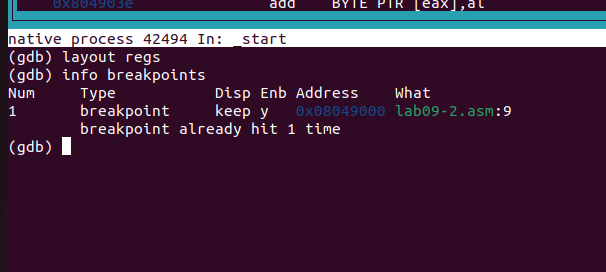 0x804903e add BYTE PTR [eax],al
native process 42494 In: _start
(gdb) layout regs
(gdb) info breakpoints
Num Type Disp Enb Address What
1 breakpoint keep y 0x08049000 lab09-2.asm:9
breakpoint already hit 1 time
(gdb)